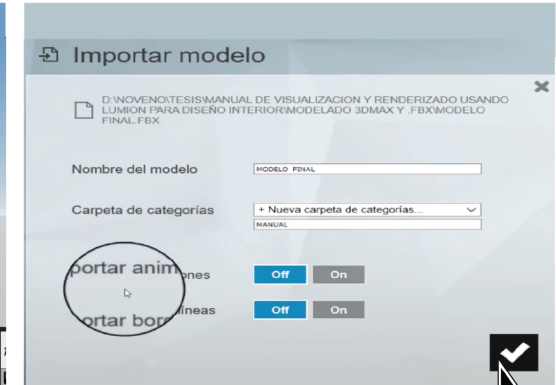 Importar modelo
D:\NOVENO\TESIS\MANUAL DE VISUALIZACION Y RENDERIZADO USANDO
LUMION PARA DISEÑO INTERIOR\MODELADO 3DMAX Y .FBX\MODELO
FINAL.FBX
Nombre del modelo MODELO FINAL
Carpeta de categorías + Nueva carpeta de categorías...
MANUAL
portar anim ones Off On
ortar bor líneas Off On